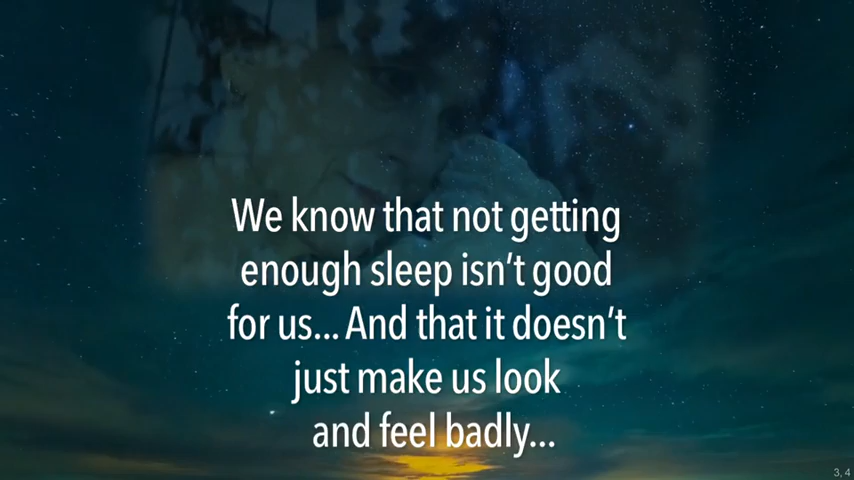 We know that not getting
enough sleep isn’t good
for us... And that it doesn’t
just make us look
and feel badly...
3, 4